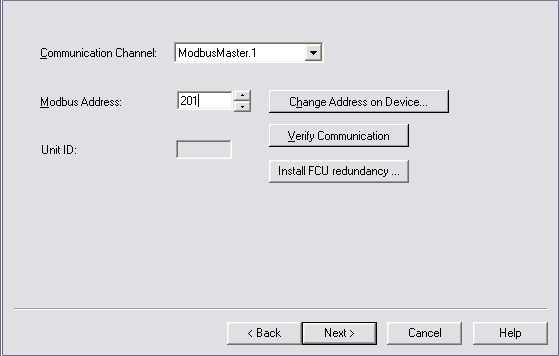 Communication Channel: ModbusMaster.1
Modbus Address: 201 Change Address on Device...
Verify Communication
Unit ID:
Install FCU redundancy ...
< Back Next > Cancel Help